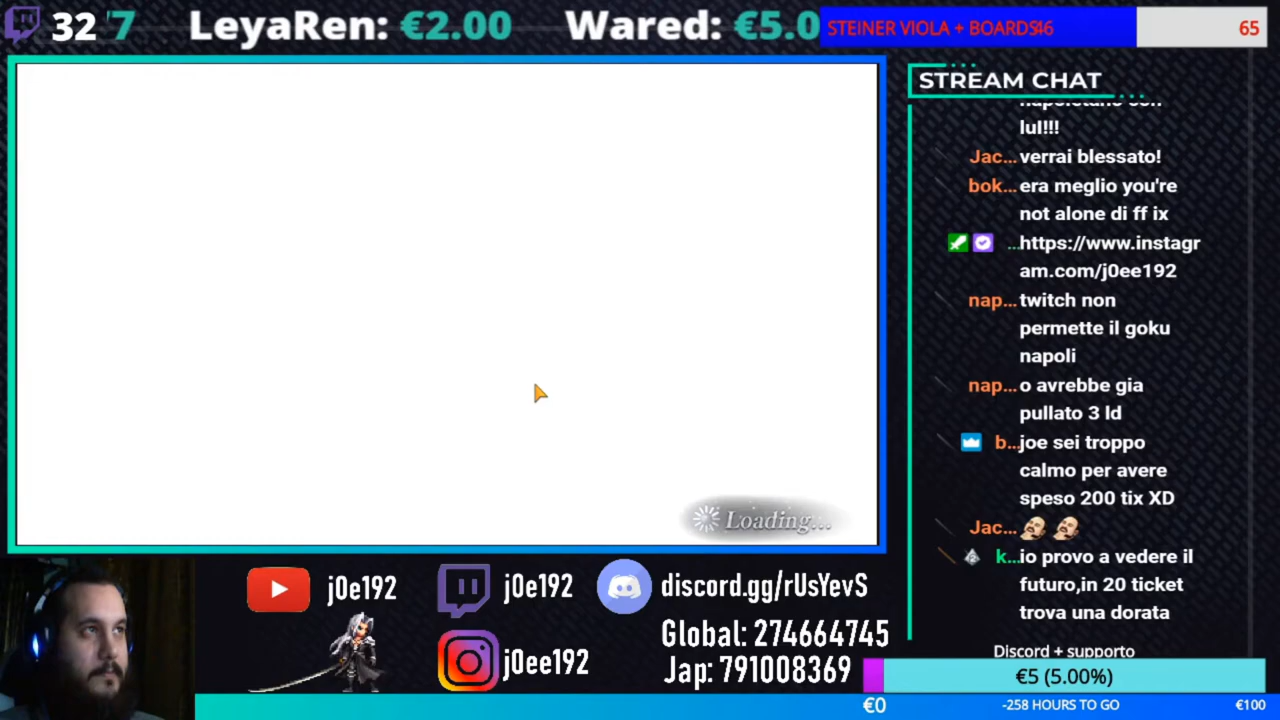 32 7 LeyaRen: €2.00 Wared: €5.0
STEINER VIOLA + BOARDS 46 65
STREAM CHAT
lul!!!
Jac... verrai blessato!
bok... era meglio you're
not alone di ff ix
...https://www.instagr
am.com/j0ee192
nap... twitch non
permette il goku
napoli
nap... o avrebbe gia
pullato 3 ld
b... joe sei troppo
calmo per avere
speso 200 tix XD
Jac...
k... io provo a vedere il
futuro,in 20 ticket
trova una dorata
Loading...
j0e192 j0e192 discord.gg/rUsYevS
j0ee192
Global: 274664745
Jap: 791008369
Discord + supporto
€5 (5.00%)
€0 -258 HOURS TO GO €100